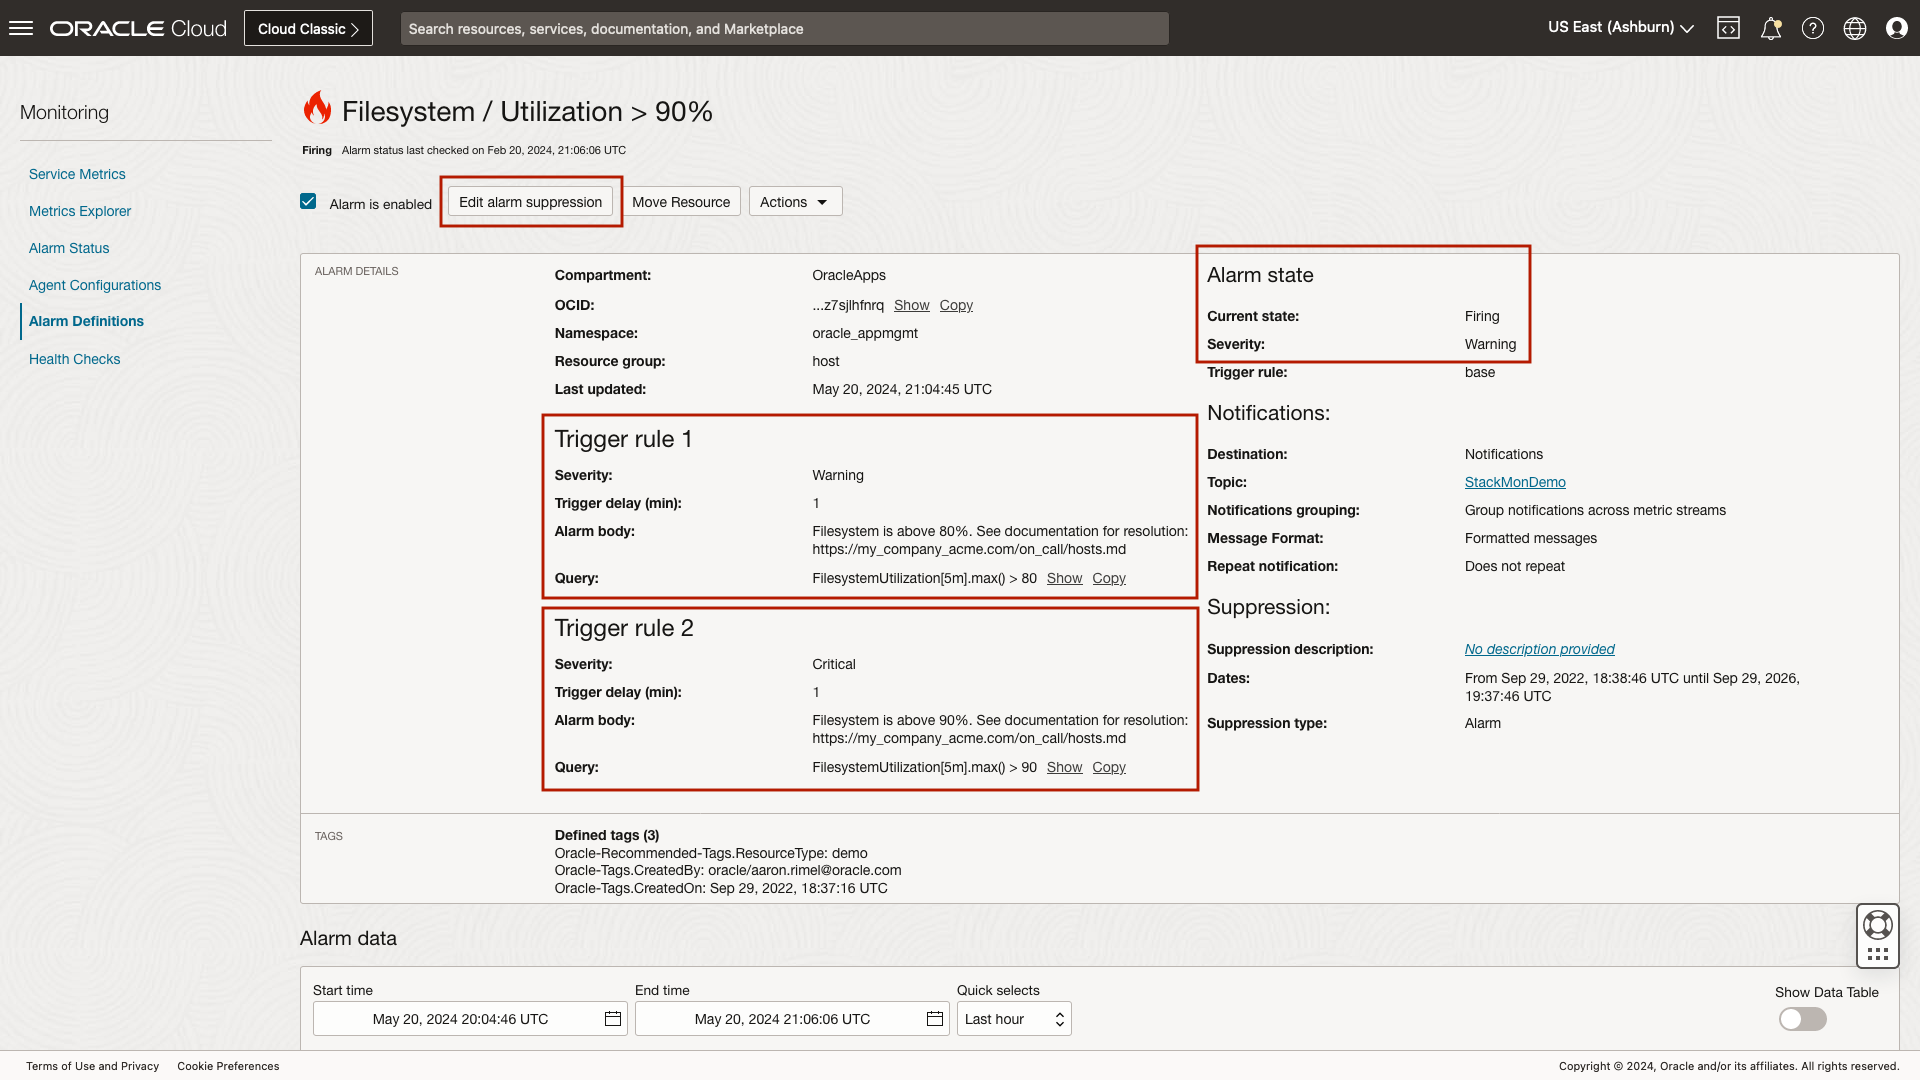 ORACLE Cloud
Cloud Classic
Search resources, services, documentation, and Marketplace
US East (Ashburn)
Monitoring
Service Metrics
Metrics Explorer
Alarm Status
Agent Configurations
Alarm Definitions
Health Checks
Filesystem / Utilization > 90%
Firing Alarm status last checked on Feb 20, 2024, 21:06:06 UTC
Alarm is enabled
Edit alarm suppression
Move Resource
Actions
ALARM DETAILS
Compartment: OracleApps
OCID: ...z7sjlhfnrq Show Copy
Namespace: oracle_appmgmt
Resource group: host
Last updated: May 20, 2024, 21:04:45 UTC
Trigger rule 1
Severity: Warning
Trigger delay (min): 1
Alarm body: Filesystem is above 80%. See documentation for resolution:
https://my_company_acme.com/on_call/hosts.md
Query: FilesystemUtilization[5m].max() > 80 Show Copy
Trigger rule 2
Severity: Critical
Trigger delay (min): 1
Alarm body: Filesystem is above 90%. See documentation for resolution:
https://my_company_acme.com/on_call/hosts.md
Query: FilesystemUtilization[5m].max() > 90 Show Copy
Alarm state
Current state: Firing
Severity: Warning
Trigger rule: base
Notifications:
Destination: Notifications
Topic: StackMonDemo
Notifications grouping: Group notifications across metric streams
Message Format: Formatted messages
Repeat notification: Does not repeat
Suppression:
Suppression description: No description provided
Dates: From Sep 29, 2022, 18:38:46 UTC until Sep 29, 2026,
19:37:46 UTC
Suppression type: Alarm
TAGS
Defined tags (3)
Oracle-Recommended-Tags.ResourceType: demo
Oracle-Tags.CreatedBy: oracle/aaron.rimel@oracle.com
Oracle-Tags.CreatedOn: Sep 29, 2022, 18:37:16 UTC
Alarm data
Start time
May 20, 2024 20:04:46 UTC
End time
May 20, 2024 21:06:06 UTC
Quick selects
Last hour
Show Data Table
Terms of Use and Privacy
Cookie Preferences
Copyright © 2024, Oracle and/or its affiliates. All rights reserved.